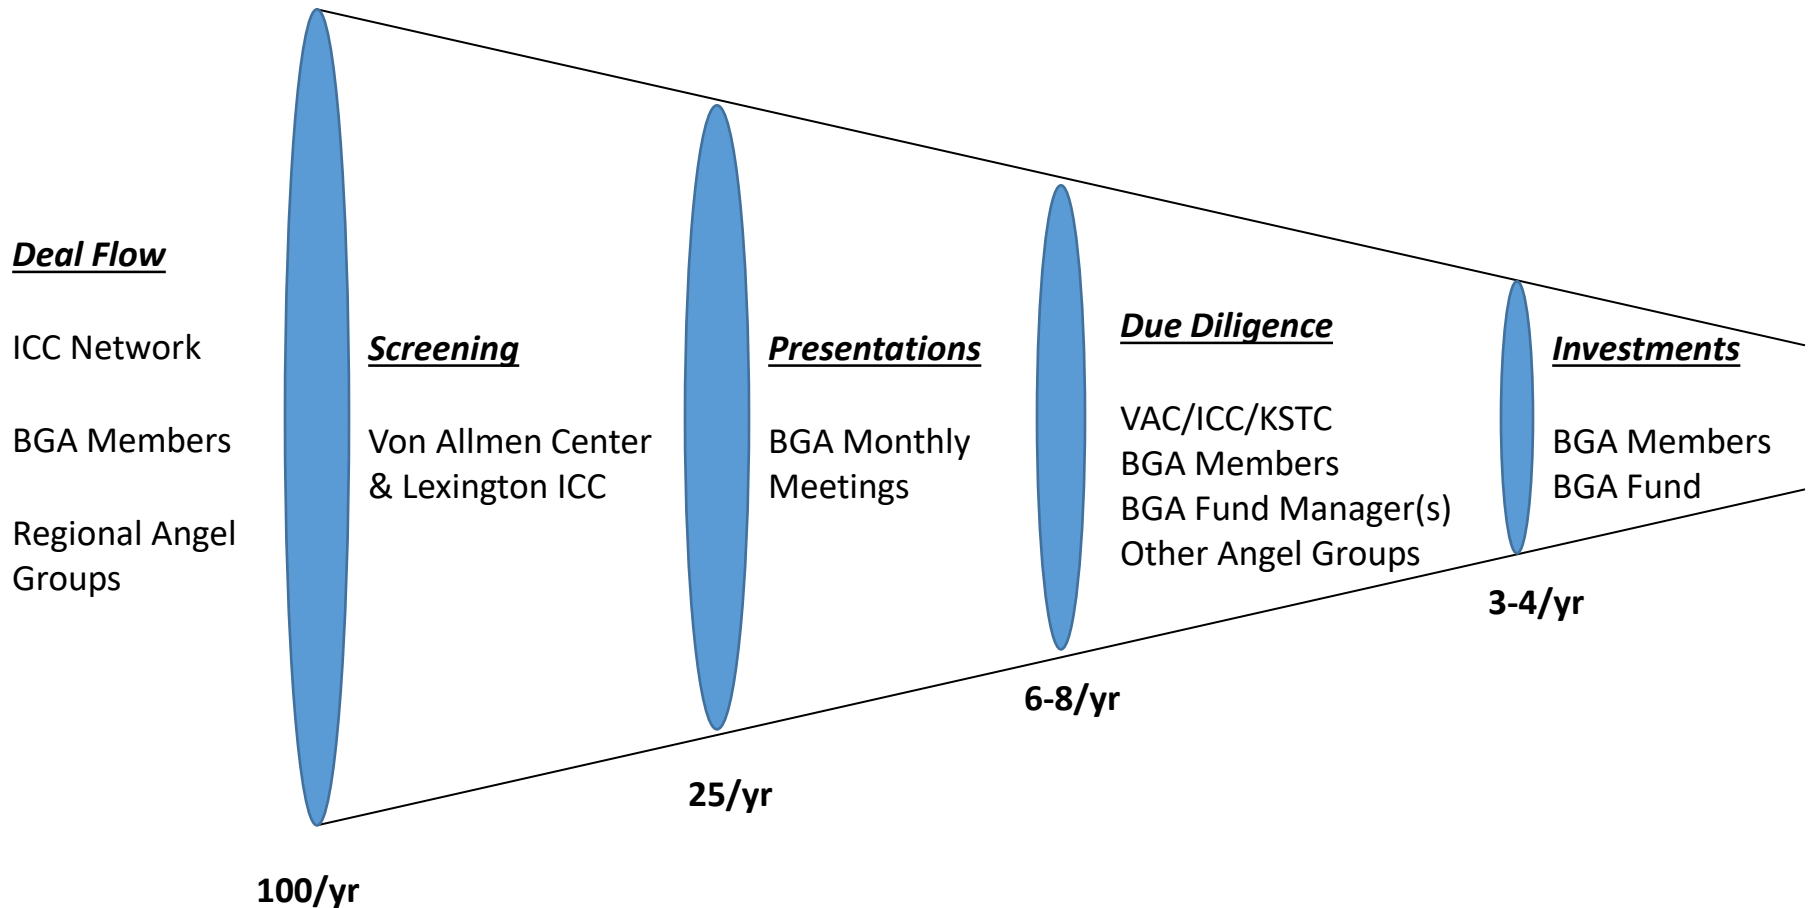 Deal Flow
ICC Network
BGA Members
Regional Angel
Groups
100/yr
Screening
Von Allmen Center
& Lexington ICC
25/yr
Presentations
BGA Monthly
Meetings
6-8/yr
Due Diligence
VAC/ICC/KSTC
BGA Members
BGA Fund Manager(s)
Other Angel Groups
3-4/yr
Investments
BGA Members
BGA Fund